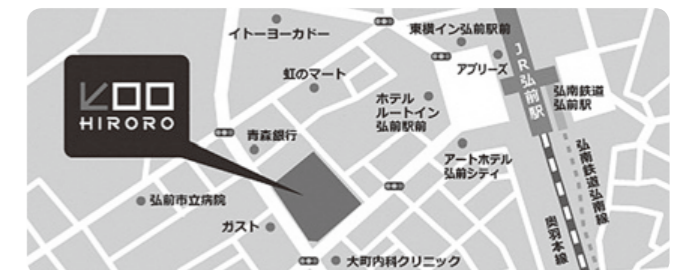 イトーヨーカドー
東横イン弘前駅前
アプリーズ
JR弘前駅
虹のマート
ホテル
ルートイン
弘前駅前
弘南鉄道
弘前駅
HIRORO
青森銀行
アートホテル
弘前シティ
弘南鉄道弘南線
弘前市立病院
ガスト
奥羽本線
大町内科クリニック